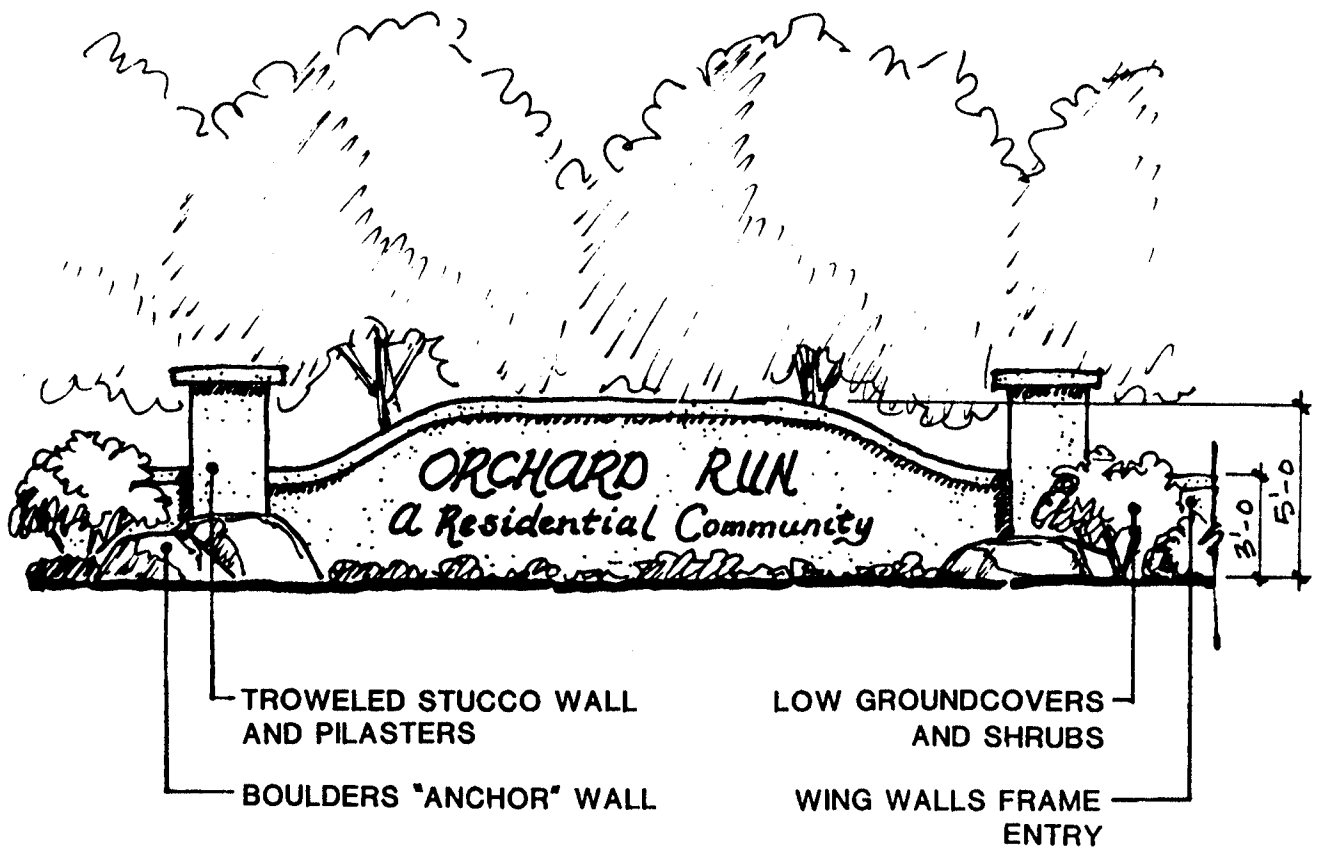 ORCHARD RUN
A Residential Community
3'-0
5'-0
TROWELED STUCCO WALL
AND PILASTERS
BOULDERS "ANCHOR" WALL
LOW GROUNDCOVERS
AND SHRUBS
WING WALLS FRAME
ENTRY